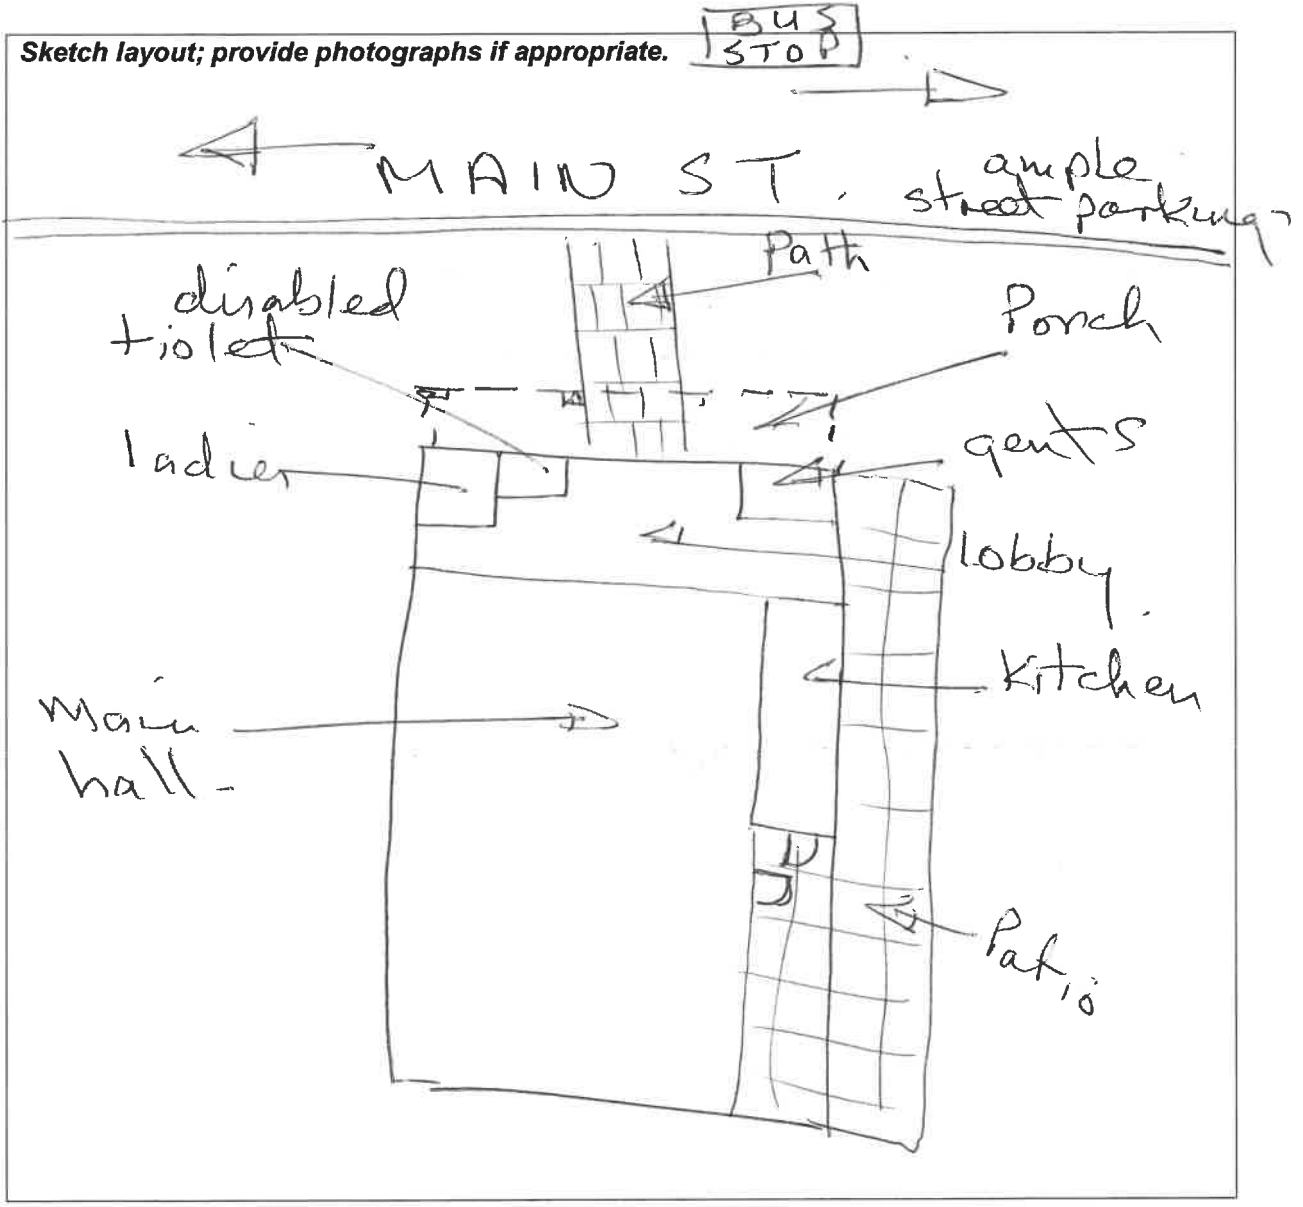 BUS
STOP
Sketch layout; provide photographs if appropriate.
MAIN ST.
ample
street parking
Path
disabled
tiolet
Porch
ladies
gents
lobby.
Kitchen
Main
hall
Patio